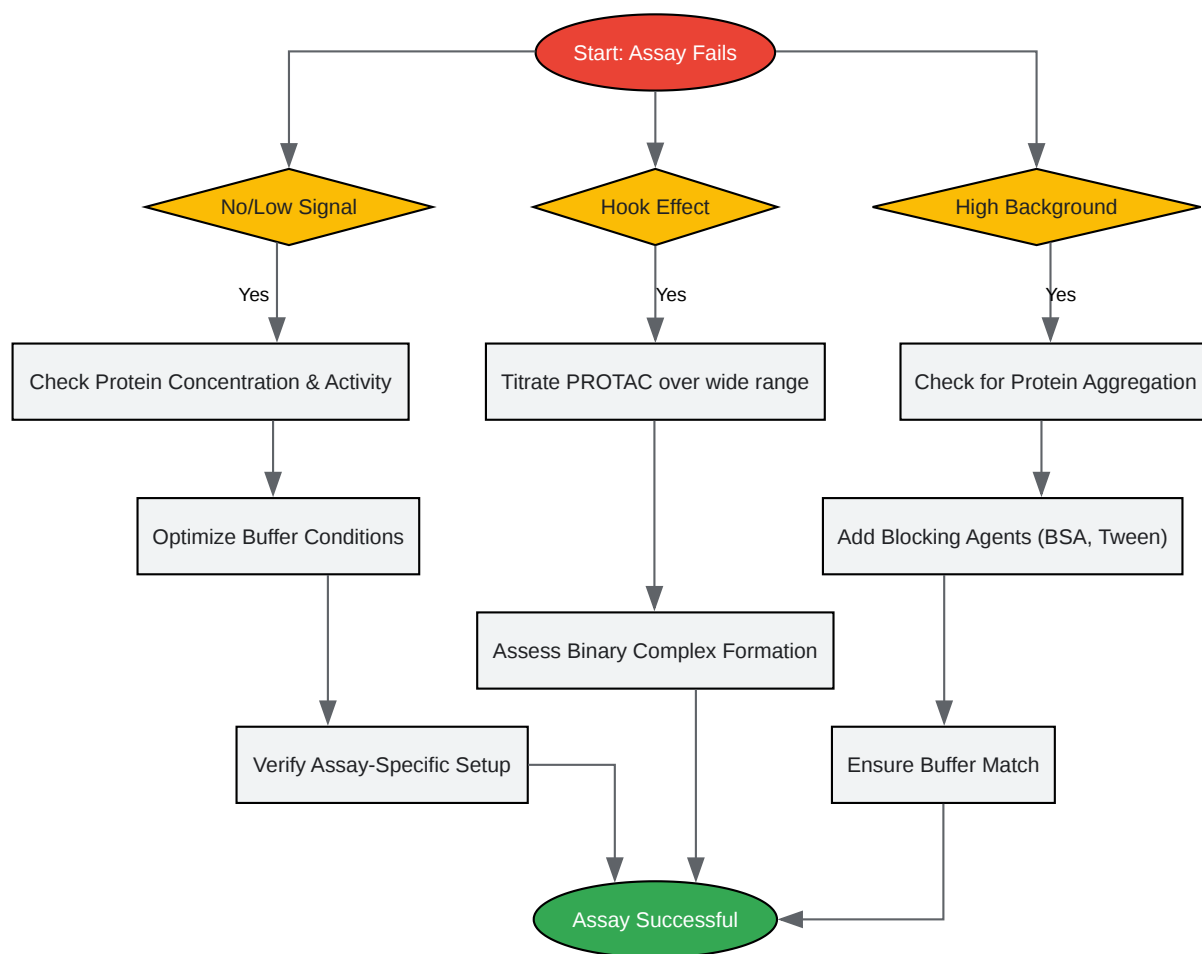 Start: Assay Fails
No/Low Signal
Hook Effect
High Background
Yes
Yes
Yes
Check Protein Concentration & Activity
Titrate PROTAC over wide range
Check for Protein Aggregation
Optimize Buffer Conditions
Add Blocking Agents (BSA, Tween)
Assess Binary Complex Formation
Verify Assay-Specific Setup
Ensure Buffer Match
Assay Successful